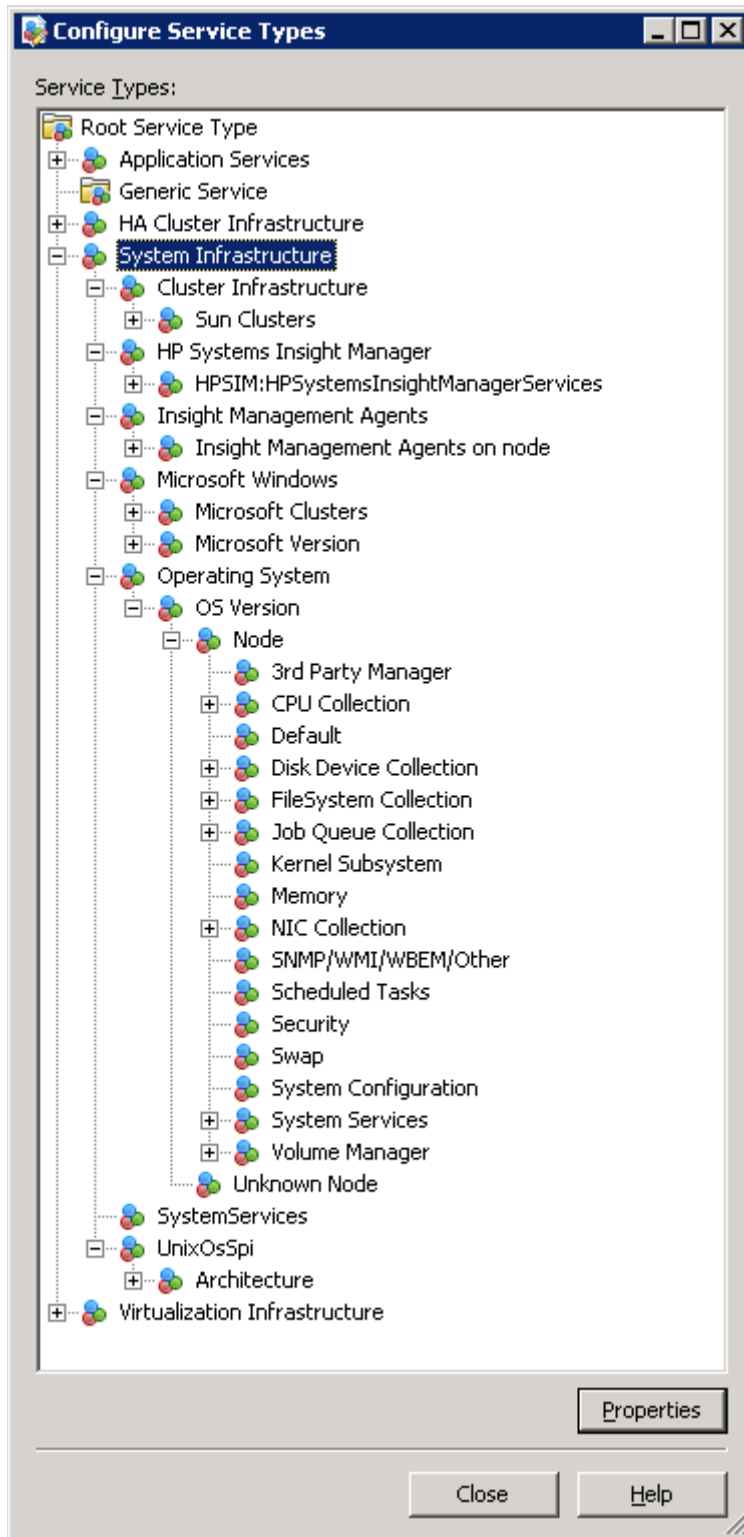 Configure Service Types
Service Types:
Root Service Type
Application Services
Generic Service
HA Cluster Infrastructure
System Infrastructure
Cluster Infrastructure
Sun Clusters
HP Systems Insight Manager
HPSIM:HPSystemsInsightManagerServices
Insight Management Agents
Insight Management Agents on node
Microsoft Windows
Microsoft Clusters
Microsoft Version
Operating System
OS Version
Node
3rd Party Manager
CPU Collection
Default
Disk Device Collection
FileSystem Collection
Job Queue Collection
Kernel Subsystem
Memory
NIC Collection
SNMP/WMI/WBEM/Other
Scheduled Tasks
Security
Swap
System Configuration
System Services
Volume Manager
Unknown Node
SystemServices
UnixOsSpi
Architecture
Virtualization Infrastructure
Properties
Close Help